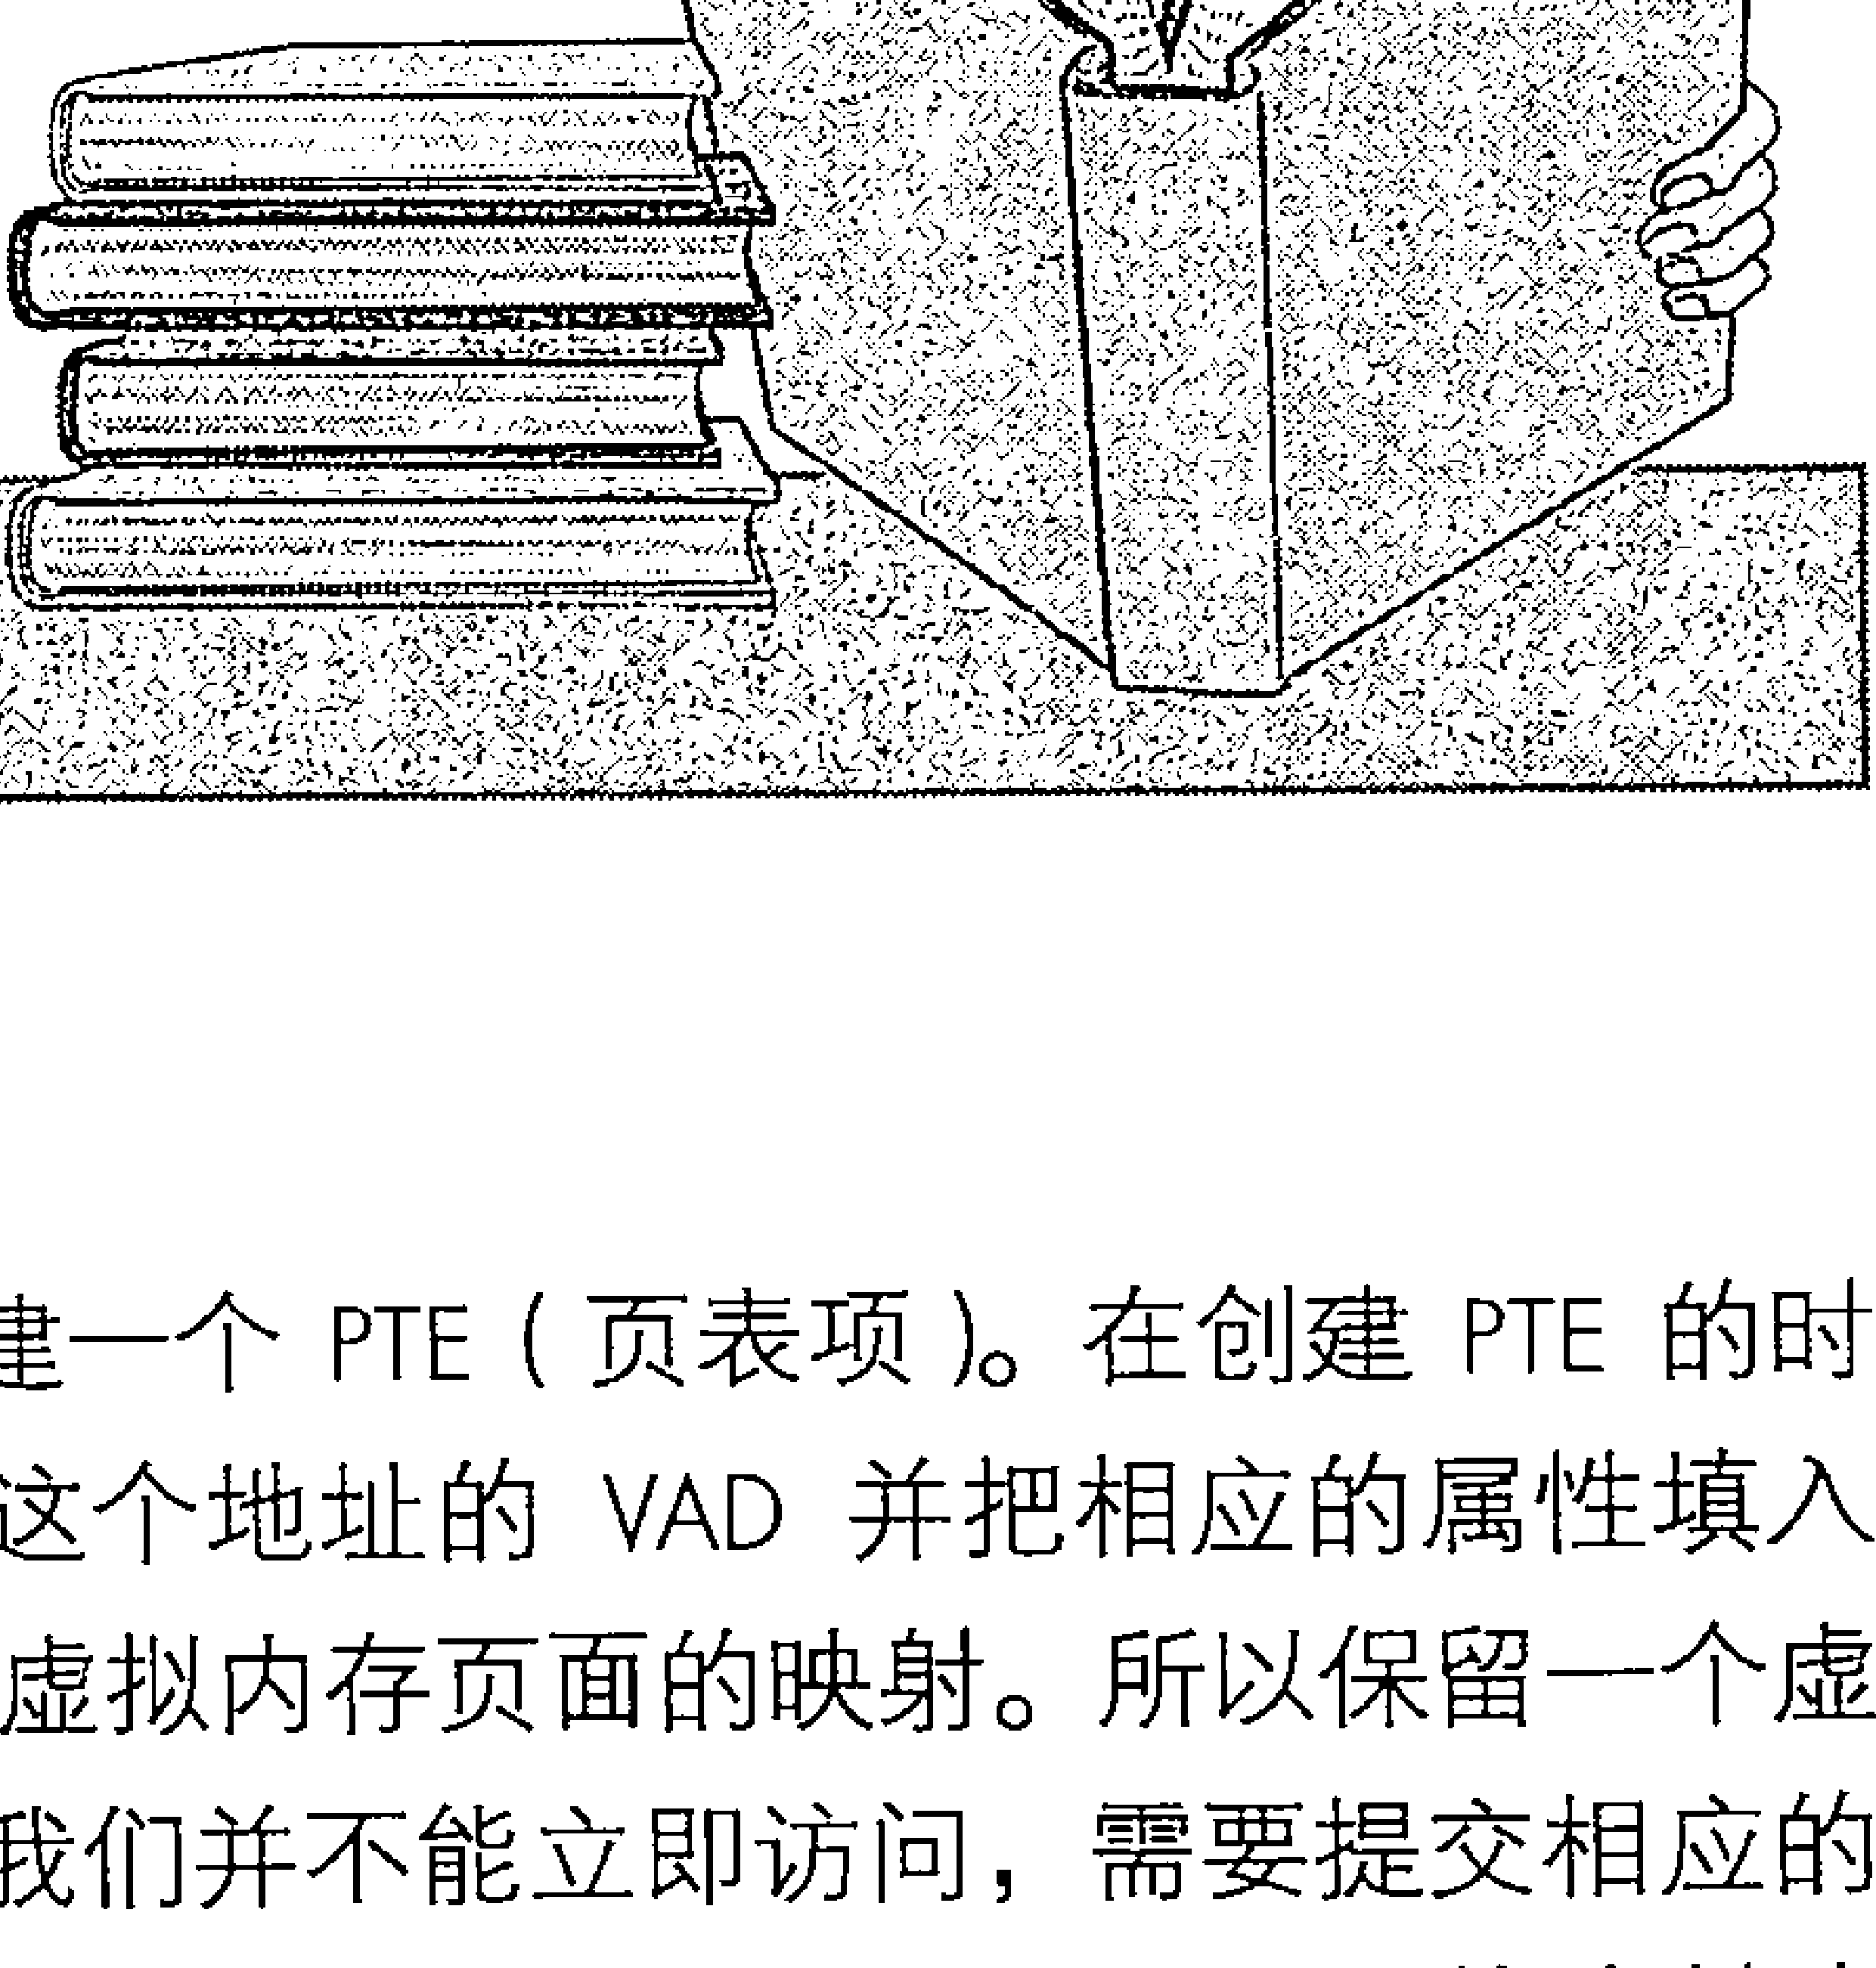 建一个 PTE（页表项）。在创建 PTE 的时
这个地址的 VAD 并把相应的属性填入
虚拟内存页面的映射。所以保留一个虚
我们并不能立即访问，需要提交相应的